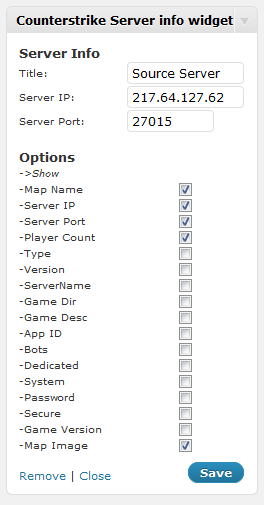 Counterstrike Server info widget
Server Info
Title: Source Server
Server IP: 217.64.127.62
Server Port: 27015
Options
->Show
-Map Name
-Server IP
-Server Port
-Player Count
-Type
-Version
-ServerName
-Game Dir
-Game Desc
-App ID
-Bots
-Dedicated
-System
-Password
-Secure
-Game Version
-Map Image
Remove | Close Save